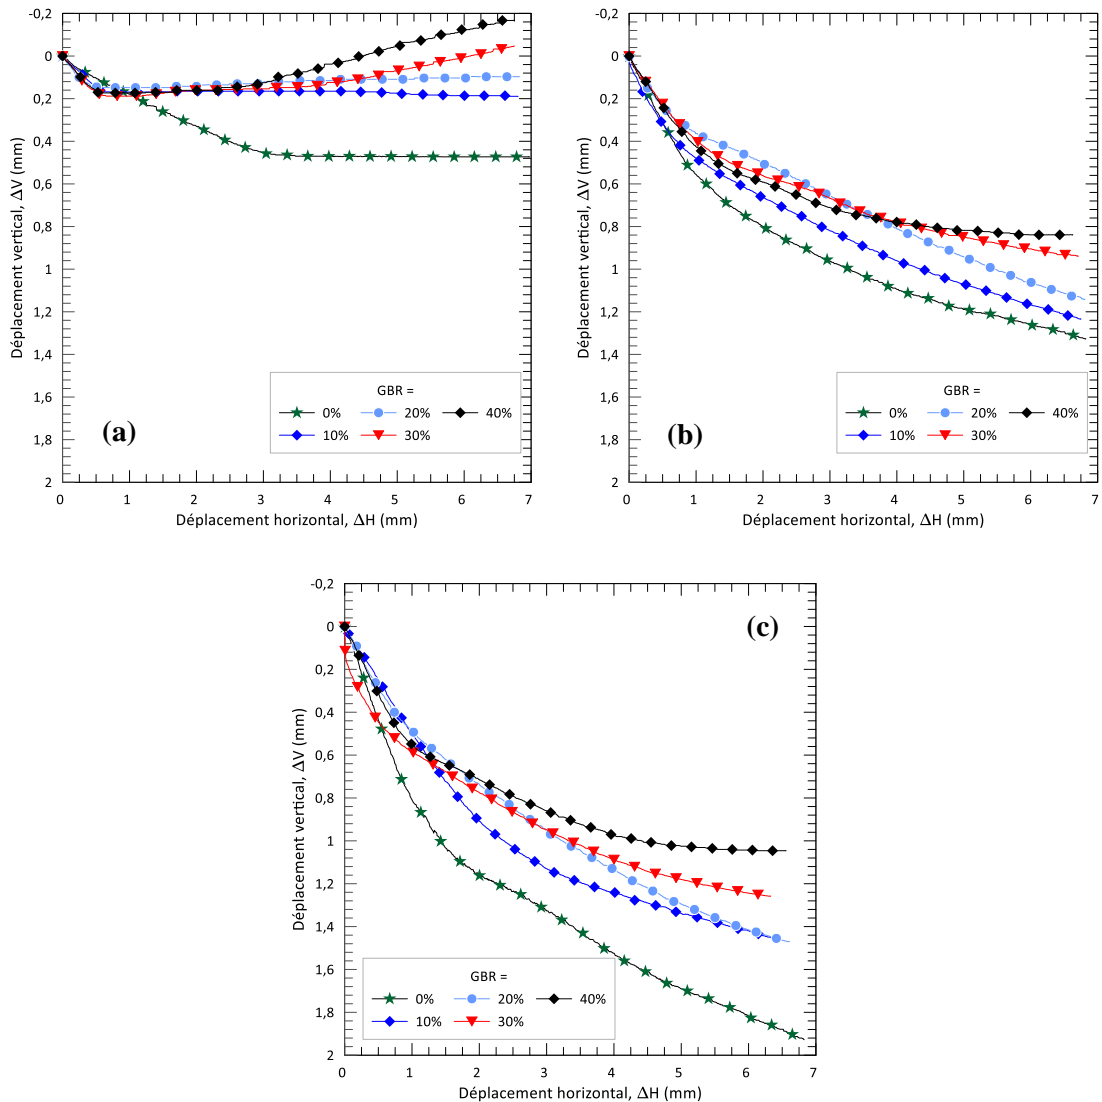 -0,2
0
0,2
0,4
0,6
0,8
1
1,2
1,4
1,6
1,8
2
Déplacement vertical, ΔV (mm)
0 1 2 3 4 5 6 7
Déplacement horizontal, ΔH (mm)
GBR =
0% 20% 40%
10% 30%
(a)
-0,2
0
0,2
0,4
0,6
0,8
1
1,2
1,4
1,6
1,8
2
Déplacement vertical, ΔV (mm)
0 1 2 3 4 5 6 7
Déplacement horizontal, ΔH (mm)
GBR =
0% 20% 40%
10% 30%
(b)
-0,2
0
0,2
0,4
0,6
0,8
1
1,2
1,4
1,6
1,8
2
Déplacement vertical, ΔV (mm)
0 1 2 3 4 5 6 7
Déplacement horizontal, ΔH (mm)
(c)
GBR =
0% 20% 40%
10% 30%